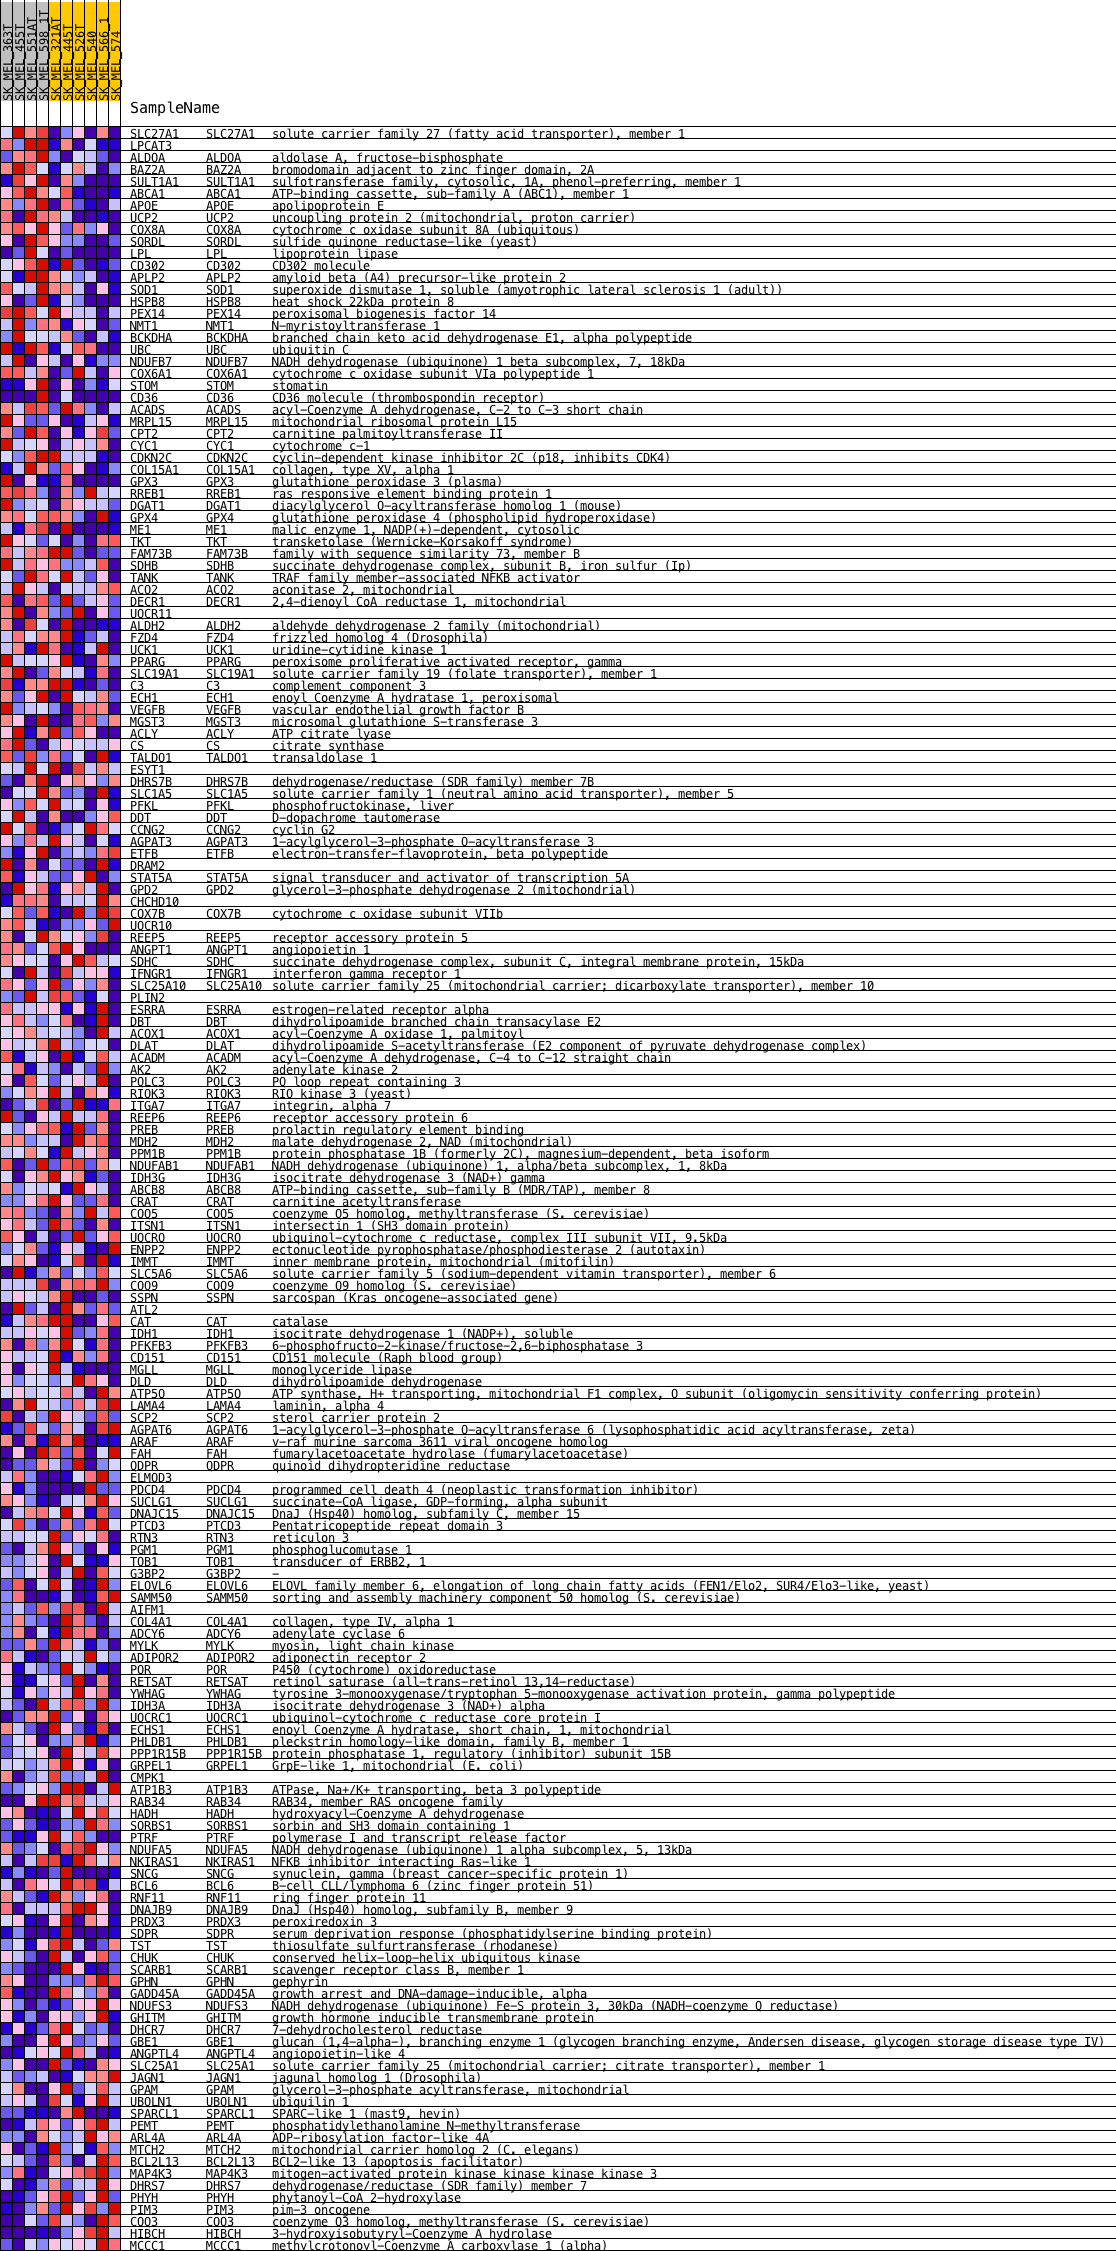 SK_MEL_363T
SK_MEL_455T
SK_MEL_551AT
SK_MEL_598_1T
SK_MEL_321AT
SK_MEL_445T
SK_MEL_526T
SK_MEL_540
SK_MEL_566_1
SK_MEL_574
SampleName
SLC27A1 SLC27A1 solute carrier family 27 (fatty acid transporter), member 1
LPCAT3
ALDOA ALDOA aldolase A, fructose-bisphosphate
BAZ2A BAZ2A bromodomain adjacent to zinc finger domain, 2A
SULT1A1 SULT1A1 sulfotransferase family, cytosolic, 1A, phenol-preferring, member 1
ABCA1 ABCA1 ATP-binding cassette, sub-family A (ABC1), member 1
APOE APOE apolipoprotein E
UCP2 UCP2 uncoupling protein 2 (mitochondrial, proton carrier)
COX8A COX8A cytochrome c oxidase subunit 8A (ubiquitous)
SQRDL SQRDL sulfide quinone reductase-like (yeast)
LPL LPL lipoprotein lipase
CD302 CD302 CD302 molecule
APLP2 APLP2 amyloid beta (A4) precursor-like protein 2
SOD1 SOD1 superoxide dismutase 1, soluble (amyotrophic lateral sclerosis 1 (adult))
HSPB8 HSPB8 heat shock 22kDa protein 8
PEX14 PEX14 peroxisomal biogenesis factor 14
NMT1 NMT1 N-myristoyltransferase 1
BCKDHA BCKDHA branched chain keto acid dehydrogenase E1, alpha polypeptide
UBC UBC ubiquitin C
NDUFB7 NDUFB7 NADH dehydrogenase (ubiquinone) 1 beta subcomplex, 7, 18kDa
COX6A1 COX6A1 cytochrome c oxidase subunit VIa polypeptide 1
STOM STOM stomatin
CD36 CD36 CD36 molecule (thrombospondin receptor)
ACADS ACADS acyl-Coenzyme A dehydrogenase, C-2 to C-3 short chain
MRPL15 MRPL15 mitochondrial ribosomal protein L15
CPT2 CPT2 carnitine palmitoyltransferase II
CYC1 CYC1 cytochrome c-1
CDKN2C CDKN2C cyclin-dependent kinase inhibitor 2C (p18, inhibits CDK4)
COL15A1 COL15A1 collagen, type XV, alpha 1
GPX3 GPX3 glutathione peroxidase 3 (plasma)
RREB1 RREB1 ras responsive element binding protein 1
DGAT1 DGAT1 diacylglycerol O-acyltransferase homolog 1 (mouse)
GPX4 GPX4 glutathione peroxidase 4 (phospholipid hydroperoxidase)
ME1 ME1 malic enzyme 1, NADP(+)-dependent, cytosolic
TKT TKT transketolase (Wernicke-Korsakoff syndrome)
FAM73B FAM73B family with sequence similarity 73, member B
SDHB SDHB succinate dehydrogenase complex, subunit B, iron sulfur (Ip)
TANK TANK TRAF family member-associated NFKB activator
ACO2 ACO2 aconitase 2, mitochondrial
DECR1 DECR1 2,4-dienoyl CoA reductase 1, mitochondrial
UQCR11
ALDH2 ALDH2 aldehyde dehydrogenase 2 family (mitochondrial)
FZD4 FZD4 frizzled homolog 4 (Drosophila)
UCK1 UCK1 uridine-cytidine kinase 1
PPARG PPARG peroxisome proliferative activated receptor, gamma
SLC19A1 SLC19A1 solute carrier family 19 (folate transporter), member 1
C3 C3 complement component 3
ECH1 ECH1 enoyl Coenzyme A hydratase 1, peroxisomal
VEGFB VEGFB vascular endothelial growth factor B
MGST3 MGST3 microsomal glutathione S-transferase 3
ACLY ACLY ATP citrate lyase
CS CS citrate synthase
TALDO1 TALDO1 transaldolase 1
ESYT1
DHRS7B DHRS7B dehydrogenase/reductase (SDR family) member 7B
SLC1A5 SLC1A5 solute carrier family 1 (neutral amino acid transporter), member 5
PFKL PFKL phosphofructokinase, liver
DDT DDT D-dopachrome tautomerase
CCNG2 CCNG2 cyclin G2
AGPAT3 AGPAT3 1-acylglycerol-3-phosphate O-acyltransferase 3
ETFB ETFB electron-transfer-flavoprotein, beta polypeptide
DRAM2
STAT5A STAT5A signal transducer and activator of transcription 5A
GPD2 GPD2 glycerol-3-phosphate dehydrogenase 2 (mitochondrial)
CHCHD10
COX7B COX7B cytochrome c oxidase subunit VIIb
UQCR10
REEP5 REEP5 receptor accessory protein 5
ANGPT1 ANGPT1 angiopoietin 1
SDHC SDHC succinate dehydrogenase complex, subunit C, integral membrane protein, 15kDa
IFNGR1 IFNGR1 interferon gamma receptor 1
SLC25A10 SLC25A10 solute carrier family 25 (mitochondrial carrier; dicarboxylate transporter), member 10
PLIN2
ESRRA ESRRA estrogen-related receptor alpha
DBT DBT dihydrolipoamide branched chain transacylase E2
ACOX1 ACOX1 acyl-Coenzyme A oxidase 1, palmitoyl
DLAT DLAT dihydrolipoamide S-acetyltransferase (E2 component of pyruvate dehydrogenase complex)
ACADM ACADM acyl-Coenzyme A dehydrogenase, C-4 to C-12 straight chain
AK2 AK2 adenylate kinase 2
PQLC3 PQLC3 PQ loop repeat containing 3
RIOK3 RIOK3 RIO kinase 3 (yeast)
ITGA7 ITGA7 integrin, alpha 7
REEP6 REEP6 receptor accessory protein 6
PREB PREB prolactin regulatory element binding
MDH2 MDH2 malate dehydrogenase 2, NAD (mitochondrial)
PPM1B PPM1B protein phosphatase 1B (formerly 2C), magnesium-dependent, beta isoform
NDUFAB1 NDUFAB1 NADH dehydrogenase (ubiquinone) 1, alpha/beta subcomplex, 1, 8kDa
IDH3G IDH3G isocitrate dehydrogenase 3 (NAD+) gamma
ABCB8 ABCB8 ATP-binding cassette, sub-family B (MDR/TAP), member 8
CRAT CRAT carnitine acetyltransferase
COQ5 COQ5 coenzyme Q5 homolog, methyltransferase (S. cerevisiae)
ITSN1 ITSN1 intersectin 1 (SH3 domain protein)
UQCRQ UQCRQ ubiquinol-cytochrome c reductase, complex III subunit VII, 9.5kDa
ENPP2 ENPP2 ectonucleotide pyrophosphatase/phosphodiesterase 2 (autotaxin)
IMMT IMMT inner membrane protein, mitochondrial (mitofilin)
SLC5A6 SLC5A6 solute carrier family 5 (sodium-dependent vitamin transporter), member 6
COQ9 COQ9 coenzyme Q9 homolog (S. cerevisiae)
SSPN SSPN sarcospan (Kras oncogene-associated gene)
ATL2
CAT CAT catalase
IDH1 IDH1 isocitrate dehydrogenase 1 (NADP+), soluble
PFKFB3 PFKFB3 6-phosphofructo-2-kinase/fructose-2,6-biphosphatase 3
CD151 CD151 CD151 molecule (Raph blood group)
MGLL MGLL monoglyceride lipase
DLD DLD dihydrolipoamide dehydrogenase
ATP5O ATP5O ATP synthase, H+ transporting, mitochondrial F1 complex, O subunit (oligomycin sensitivity conferring protein)
LAMA4 LAMA4 laminin, alpha 4
SCP2 SCP2 sterol carrier protein 2
AGPAT6 AGPAT6 1-acylglycerol-3-phosphate O-acyltransferase 6 (lysophosphatidic acid acyltransferase, zeta)
ARAF ARAF v-raf murine sarcoma 3611 viral oncogene homolog
FAH FAH fumarylacetoacetate hydrolase (fumarylacetoacetase)
QDPR QDPR quinoid dihydropteridine reductase
ELMOD3
PDCD4 PDCD4 programmed cell death 4 (neoplastic transformation inhibitor)
SUCLG1 SUCLG1 succinate-CoA ligase, GDP-forming, alpha subunit
DNAJC15 DNAJC15 DnaJ (Hsp40) homolog, subfamily C, member 15
PTCD3 PTCD3 Pentatricopeptide repeat domain 3
RTN3 RTN3 reticulon 3
PGM1 PGM1 phosphoglucomutase 1
TOB1 TOB1 transducer of ERBB2, 1
G3BP2 G3BP2 -
ELOVL6 ELOVL6 ELOVL family member 6, elongation of long chain fatty acids (FEN1/Elo2, SUR4/Elo3-like, yeast)
SAMM50 SAMM50 sorting and assembly machinery component 50 homolog (S. cerevisiae)
AIFM1
COL4A1 COL4A1 collagen, type IV, alpha 1
ADCY6 ADCY6 adenylate cyclase 6
MYLK MYLK myosin, light chain kinase
ADIPOR2 ADIPOR2 adiponectin receptor 2
POR POR P450 (cytochrome) oxidoreductase
RETSAT RETSAT retinol saturase (all-trans-retinol 13,14-reductase)
YWHAG YWHAG tyrosine 3-monooxygenase/tryptophan 5-monooxygenase activation protein, gamma polypeptide
IDH3A IDH3A isocitrate dehydrogenase 3 (NAD+) alpha
UQCRC1 UQCRC1 ubiquinol-cytochrome c reductase core protein I
ECHS1 ECHS1 enoyl Coenzyme A hydratase, short chain, 1, mitochondrial
PHLDB1 PHLDB1 pleckstrin homology-like domain, family B, member 1
PPP1R15B PPP1R15B protein phosphatase 1, regulatory (inhibitor) subunit 15B
GRPEL1 GRPEL1 GrpE-like 1, mitochondrial (E. coli)
CMPK1
ATP1B3 ATP1B3 ATPase, Na+/K+ transporting, beta 3 polypeptide
RAB34 RAB34 RAB34, member RAS oncogene family
HADH HADH hydroxyacyl-Coenzyme A dehydrogenase
SORBS1 SORBS1 sorbin and SH3 domain containing 1
PTRF PTRF polymerase I and transcript release factor
NDUFA5 NDUFA5 NADH dehydrogenase (ubiquinone) 1 alpha subcomplex, 5, 13kDa
NKIRAS1 NKIRAS1 NFKB inhibitor interacting Ras-like 1
SNCG SNCG synuclein, gamma (breast cancer-specific protein 1)
BCL6 BCL6 B-cell CLL/lymphoma 6 (zinc finger protein 51)
RNF11 RNF11 ring finger protein 11
DNAJB9 DNAJB9 DnaJ (Hsp40) homolog, subfamily B, member 9
PRDX3 PRDX3 peroxiredoxin 3
SDPR SDPR serum deprivation response (phosphatidylserine binding protein)
TST TST thiosulfate sulfurtransferase (rhodanese)
CHUK CHUK conserved helix-loop-helix ubiquitous kinase
SCARB1 SCARB1 scavenger receptor class B, member 1
GPHN GPHN gephyrin
GADD45A GADD45A growth arrest and DNA-damage-inducible, alpha
NDUFS3 NDUFS3 NADH dehydrogenase (ubiquinone) Fe-S protein 3, 30kDa (NADH-coenzyme Q reductase)
GHITM GHITM growth hormone inducible transmembrane protein
DHCR7 DHCR7 7-dehydrocholesterol reductase
GBE1 GBE1 glucan (1,4-alpha-), branching enzyme 1 (glycogen branching enzyme, Andersen disease, glycogen storage disease type IV)
ANGPTL4 ANGPTL4 angiopoietin-like 4
SLC25A1 SLC25A1 solute carrier family 25 (mitochondrial carrier; citrate transporter), member 1
JAGN1 JAGN1 jagunal homolog 1 (Drosophila)
GPAM GPAM glycerol-3-phosphate acyltransferase, mitochondrial
UBQLN1 UBQLN1 ubiquilin 1
SPARCL1 SPARCL1 SPARC-like 1 (mast9, hevin)
PEMT PEMT phosphatidylethanolamine N-methyltransferase
ARL4A ARL4A ADP-ribosylation factor-like 4A
MTCH2 MTCH2 mitochondrial carrier homolog 2 (C. elegans)
BCL2L13 BCL2L13 BCL2-like 13 (apoptosis facilitator)
MAP4K3 MAP4K3 mitogen-activated protein kinase kinase kinase kinase 3
DHRS7 DHRS7 dehydrogenase/reductase (SDR family) member 7
PHYH PHYH phytanoyl-CoA 2-hydroxylase
PIM3 PIM3 pim-3 oncogene
COQ3 COQ3 coenzyme Q3 homolog, methyltransferase (S. cerevisiae)
HIBCH HIBCH 3-hydroxyisobutyryl-Coenzyme A hydrolase
MCCC1 MCCC1 methylcrotonoyl-Coenzyme A carboxylase 1 (alpha)